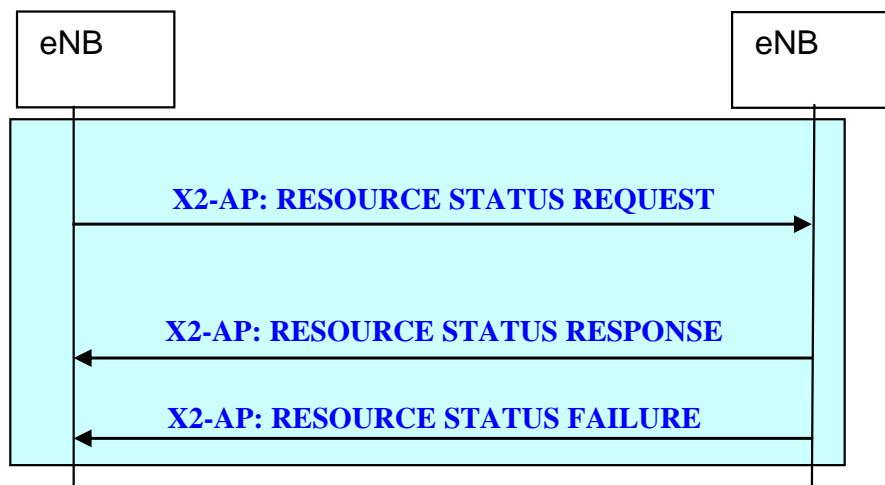 eNB
eNB
X2-AP: RESOURCE STATUS REQUEST
X2-AP: RESOURCE STATUS RESPONSE
X2-AP: RESOURCE STATUS FAILURE